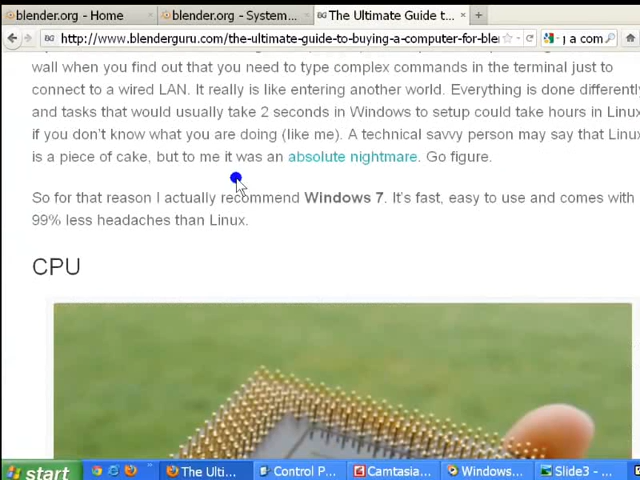 blender.org - Home
blender.org - System...
The Ultimate Guide t...
http://www.blenderguru.com/the-ultimate-guide-to-buying-a-computer-for-ble
a com
wall when you find out that you need to type complex commands in the terminal just to
connect to a wired LAN. It really is like entering another world. Everything is done differently
and tasks that would usually take 2 seconds in Windows to setup could take hours in Linux
if you don't know what you are doing (like me). A technical savvy person may say that Linux
is a piece of cake, but to me it was an absolute nightmare. Go figure.
So for that reason I actually recommend Windows 7. It's fast, easy to use and comes with
99% less headaches than Linux.
CPU
start
The Ulti...
Control P...
Camtasia...
Windows...
Slide3 - ...